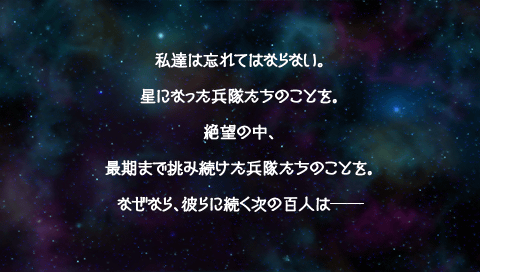 私達は忘れてはならない。
星になった兵隊たちのことを。
絶望の中、
最期まで挑み続けた兵隊たちのことを。
なぜなら、彼らに続く次の百人は──